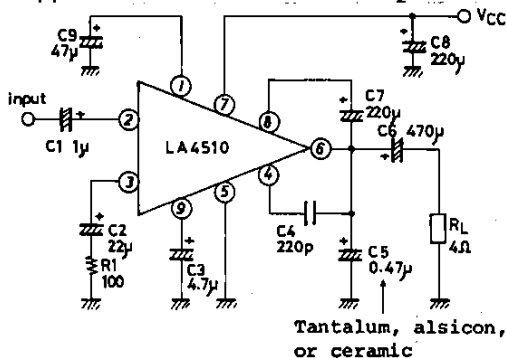 C9
47μ
VCC
C8
220μ
1
7
8
C7
220μ
input
C1 1μ
2
LA4510
6
C6 470μ
3
9
5
4
C2
22μ
R1
100
C3
4.7μ
C4
220p
C5
0.47μ
RL
4Ω
Tantalum, alsicon,
or ceramic